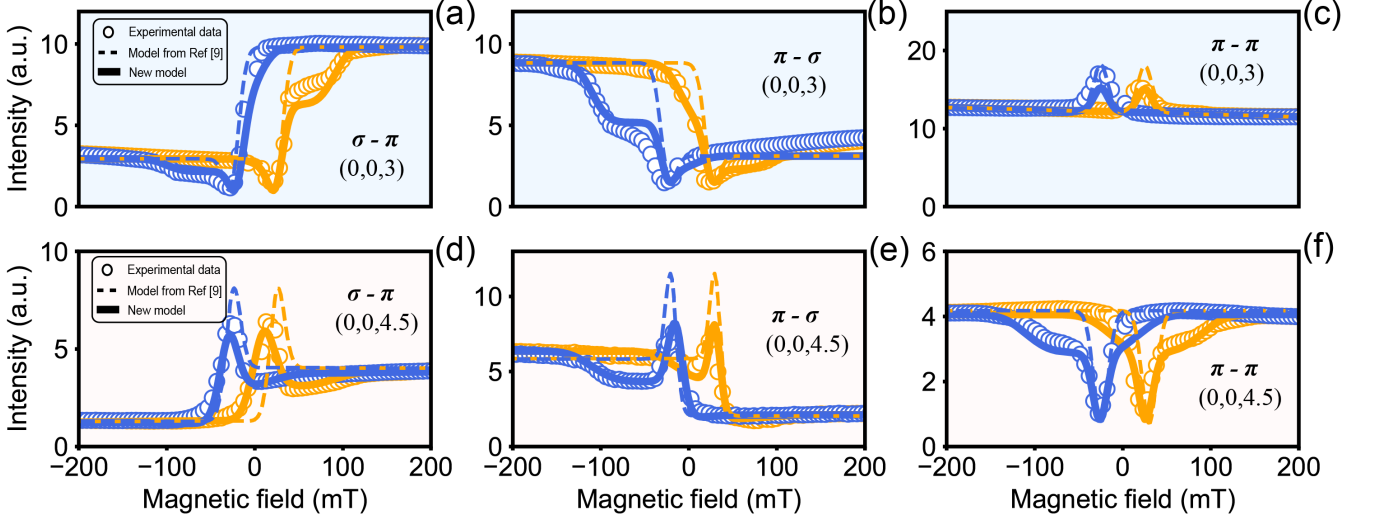 (a)
Intensity (a.u.)
10
5
0
Experimental data
Model from Ref [9]
New model
σ - π
(0,0,3)
(b)
10
5
0
π - σ
(0,0,3)
(c)
20
10
0
π - π
(0,0,3)
(d)
Intensity (a.u.)
10
5
0
Experimental data
Model from Ref [9]
New model
σ - π
(0,0,4.5)
−200 −100 0 100 200
Magnetic field (mT)
(e)
10
5
0
π - σ
(0,0,4.5)
−200 −100 0 100 200
Magnetic field (mT)
(f)
6
4
2
0
π - π
(0,0,4.5)
−200 −100 0 100 200
Magnetic field (mT)